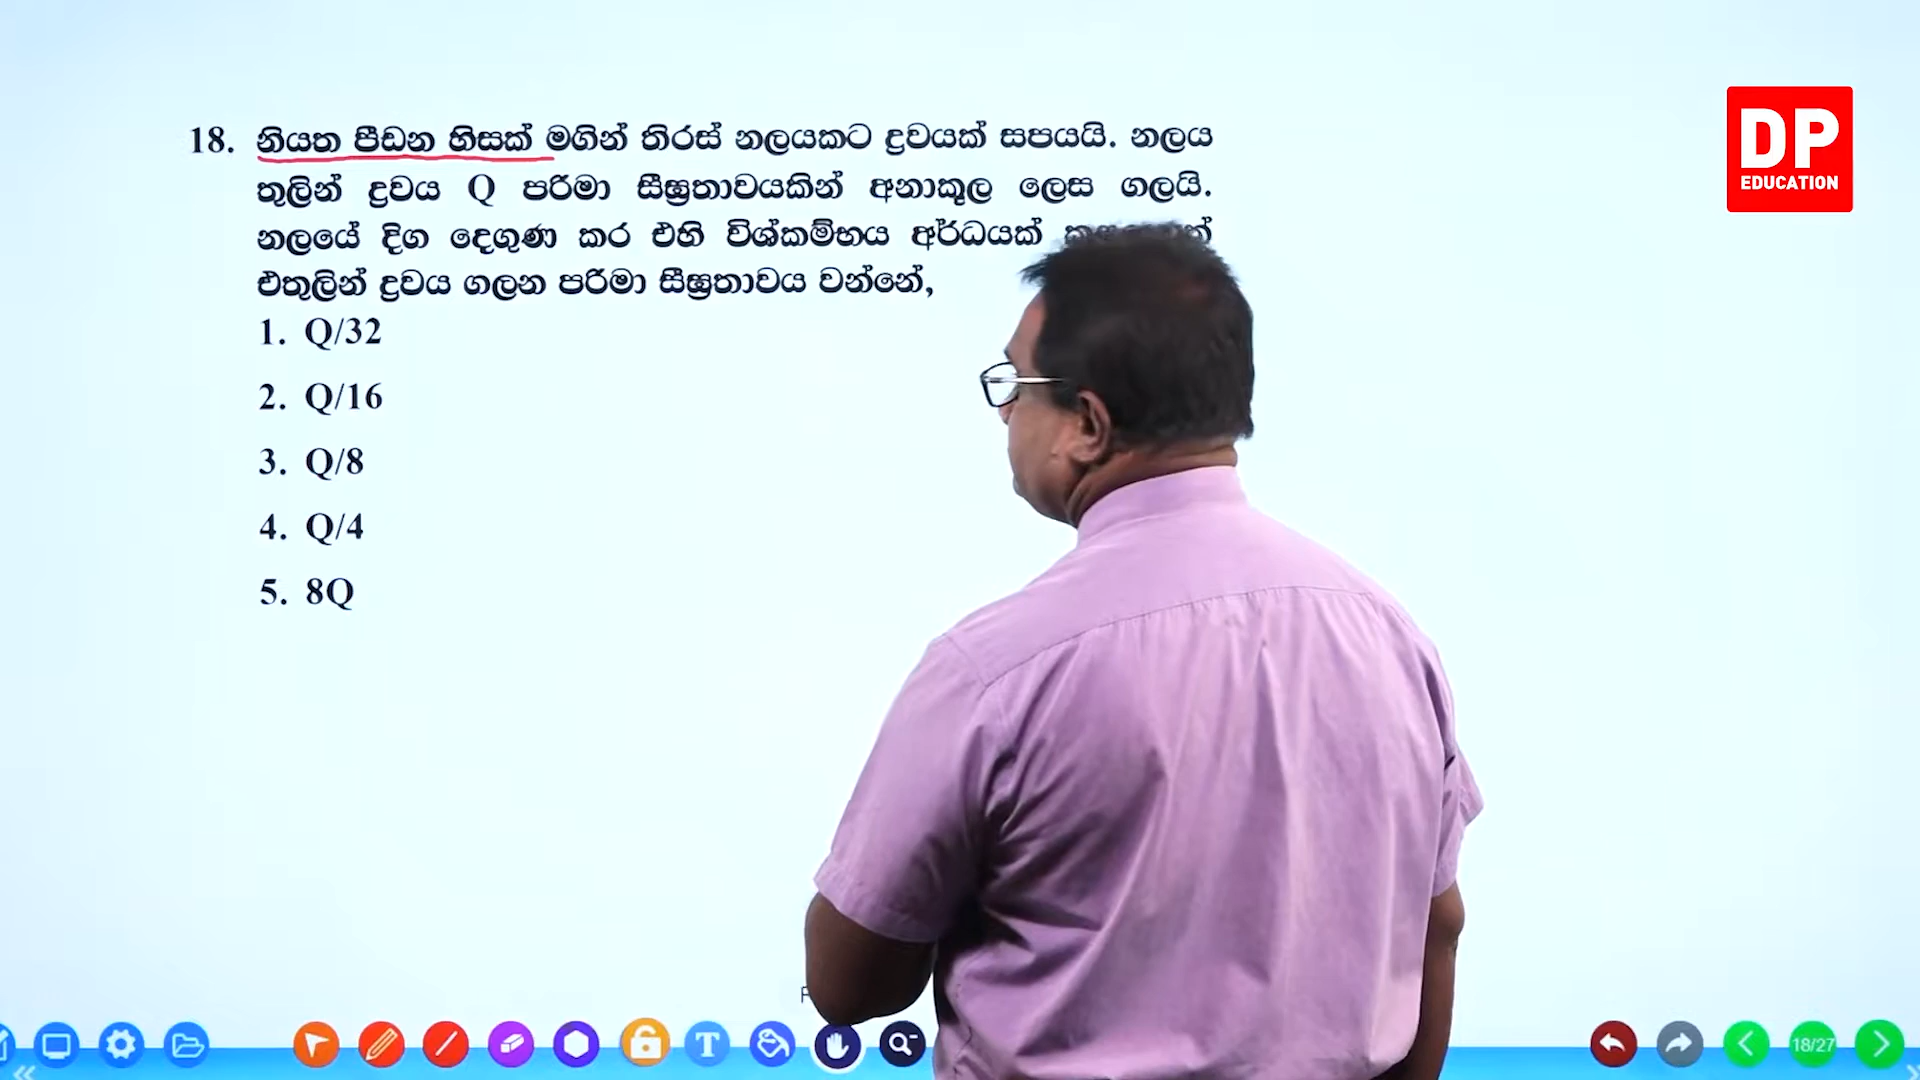 DP
EDUCATION
18. නියත පීඩන හිසක් මගින් තිරස් නලයකට ද්‍රවයක් සපයයි. නලය
තුලින් ද්‍රවය Q පරිමා සීඝ්‍රතාවයකින් අනාකූල ලෙස ගලයි.
නලයේ දිග දෙගුණ කර එහි විශ්කම්භය අර්ධයක්
එතුලින් ද්‍රවය ගලන පරිමා සීඝ්‍රතාවය වන්නේ,
1. Q/32
2. Q/16
3. Q/8
4. Q/4
5. 8Q
T
18/27